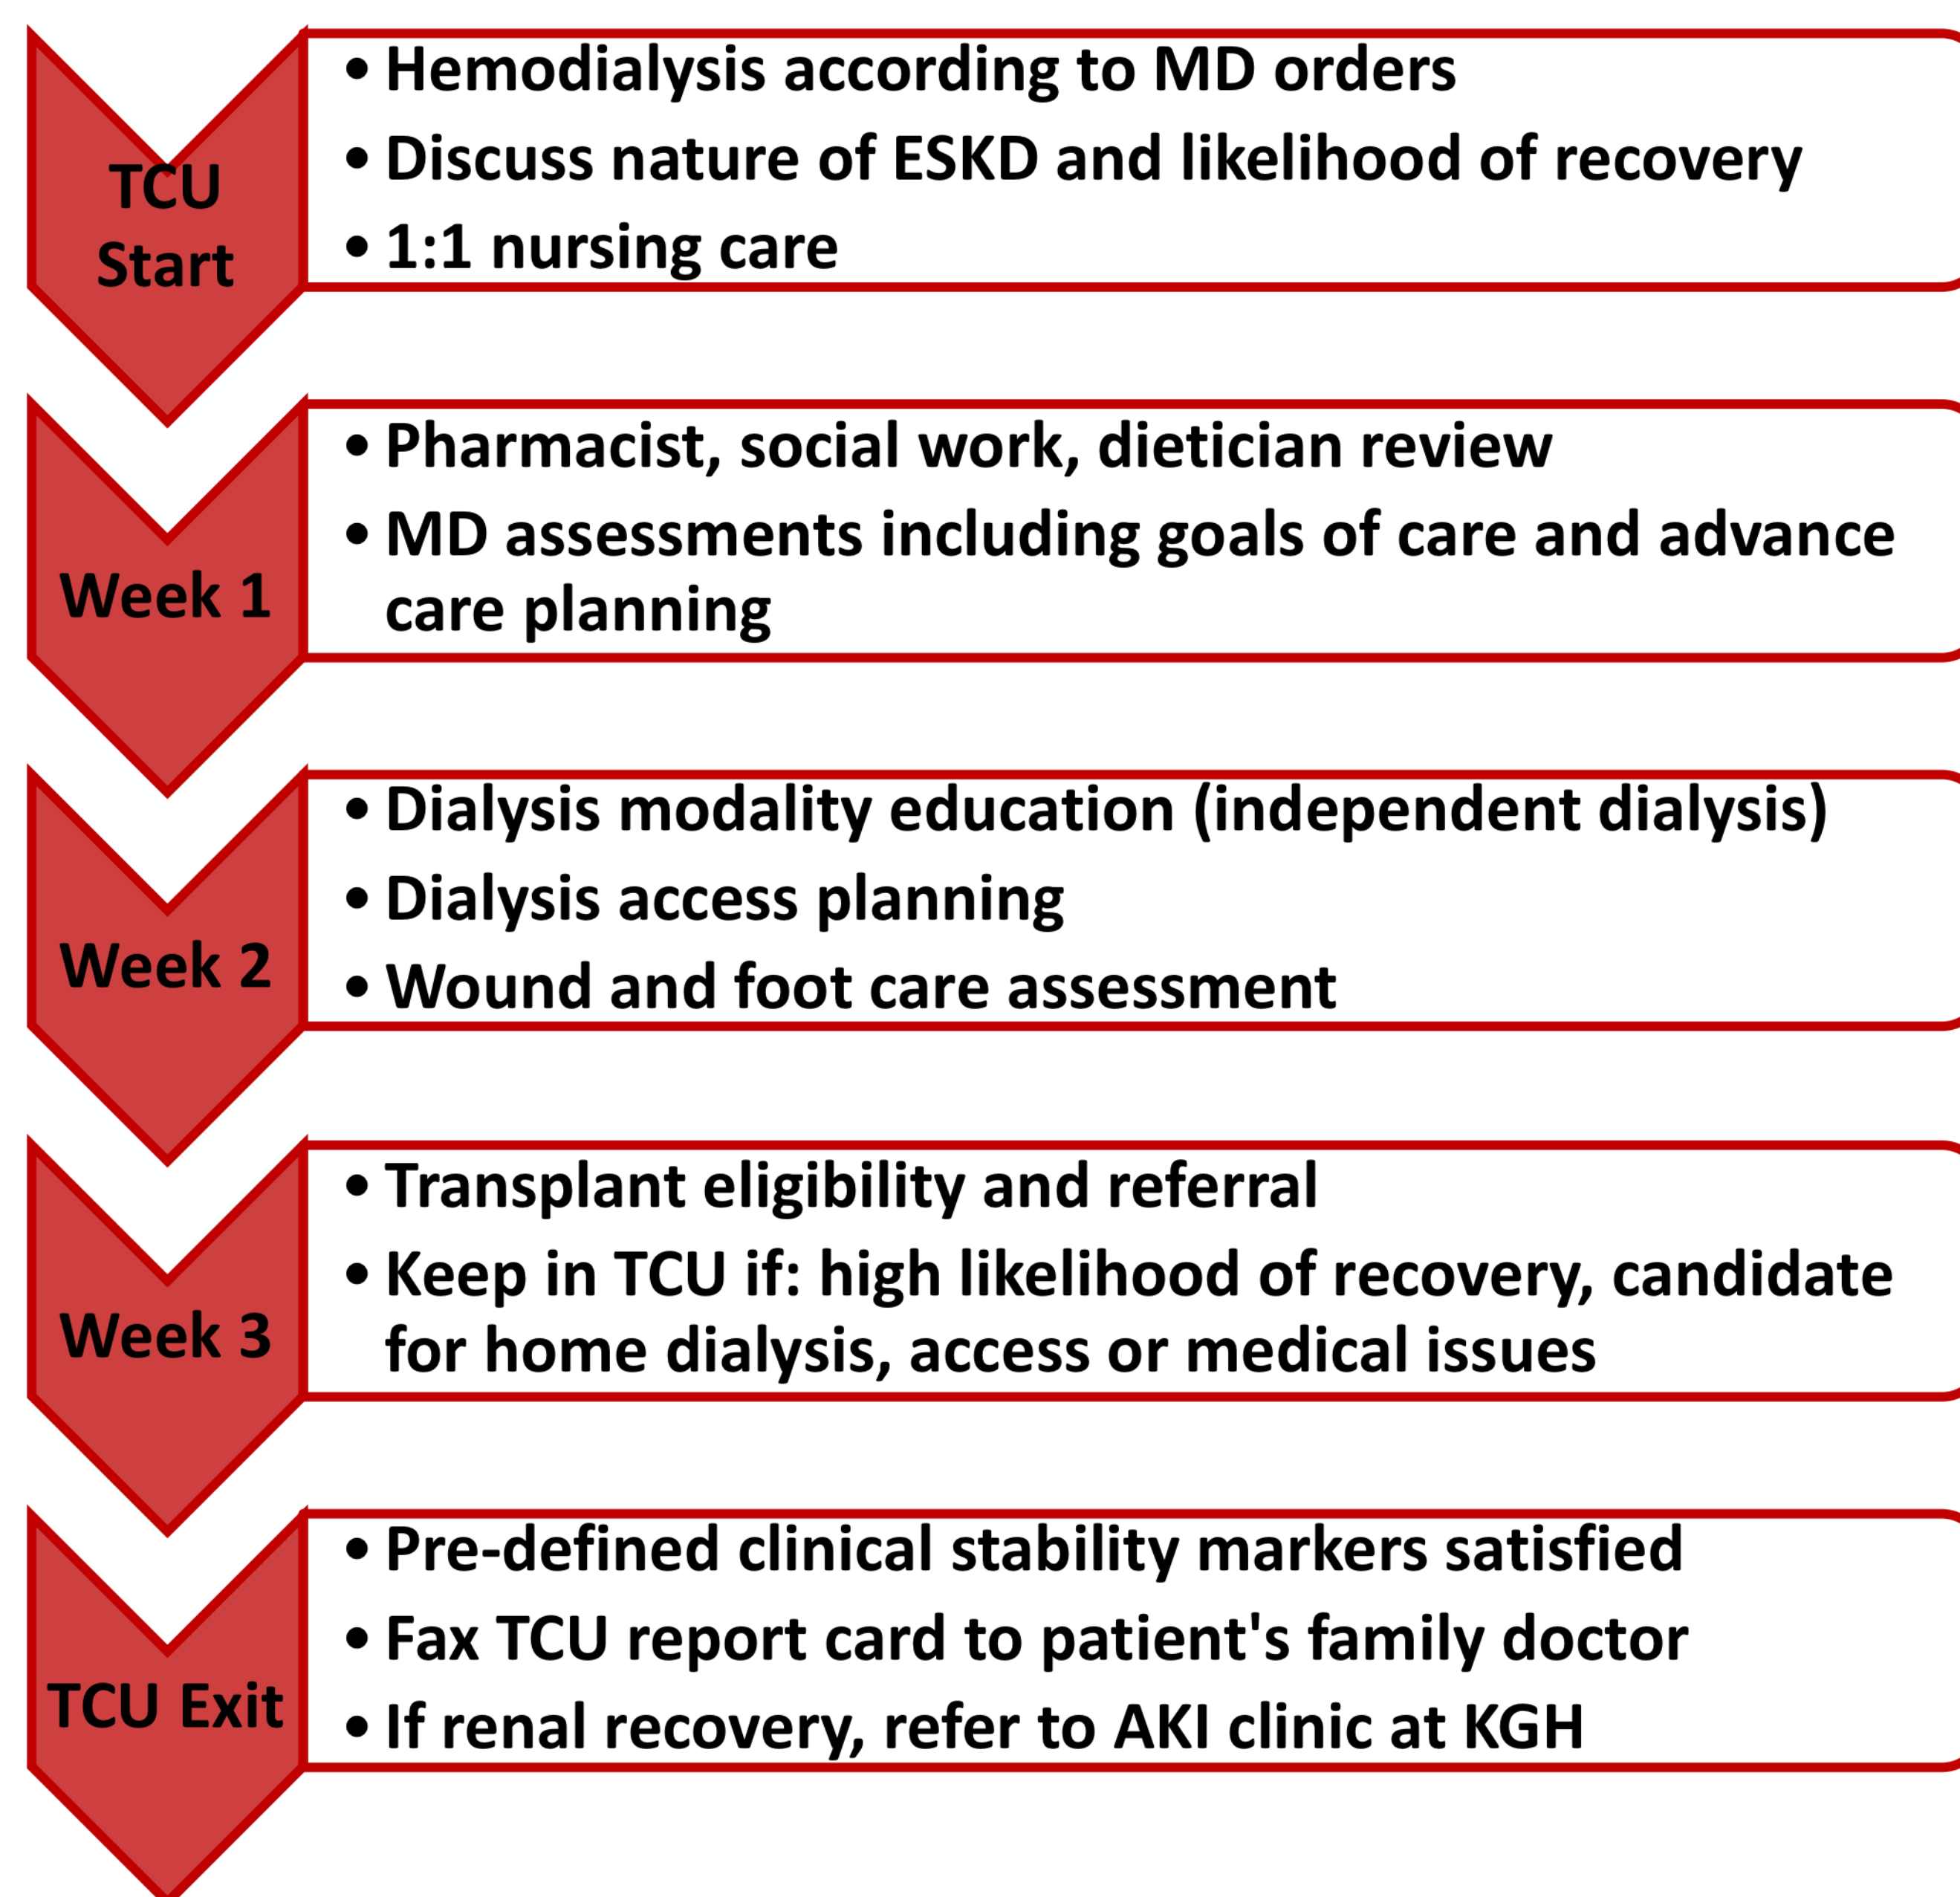 TCU
Start
• Hemodialysis according to MD orders
• Discuss nature of ESKD and likelihood of recovery
• 1:1 nursing care
Week 1
• Pharmacist, social work, dietician review
• MD assessments including goals of care and advance
care planning
Week 2
• Dialysis modality education (independent dialysis)
• Dialysis access planning
• Wound and foot care assessment
Week 3
• Transplant eligibility and referral
• Keep in TCU if: high likelihood of recovery, candidate
for home dialysis, access or medical issues
TCU Exit
• Pre-defined clinical stability markers satisfied
• Fax TCU report card to patient's family doctor
• If renal recovery, refer to AKI clinic at KGH